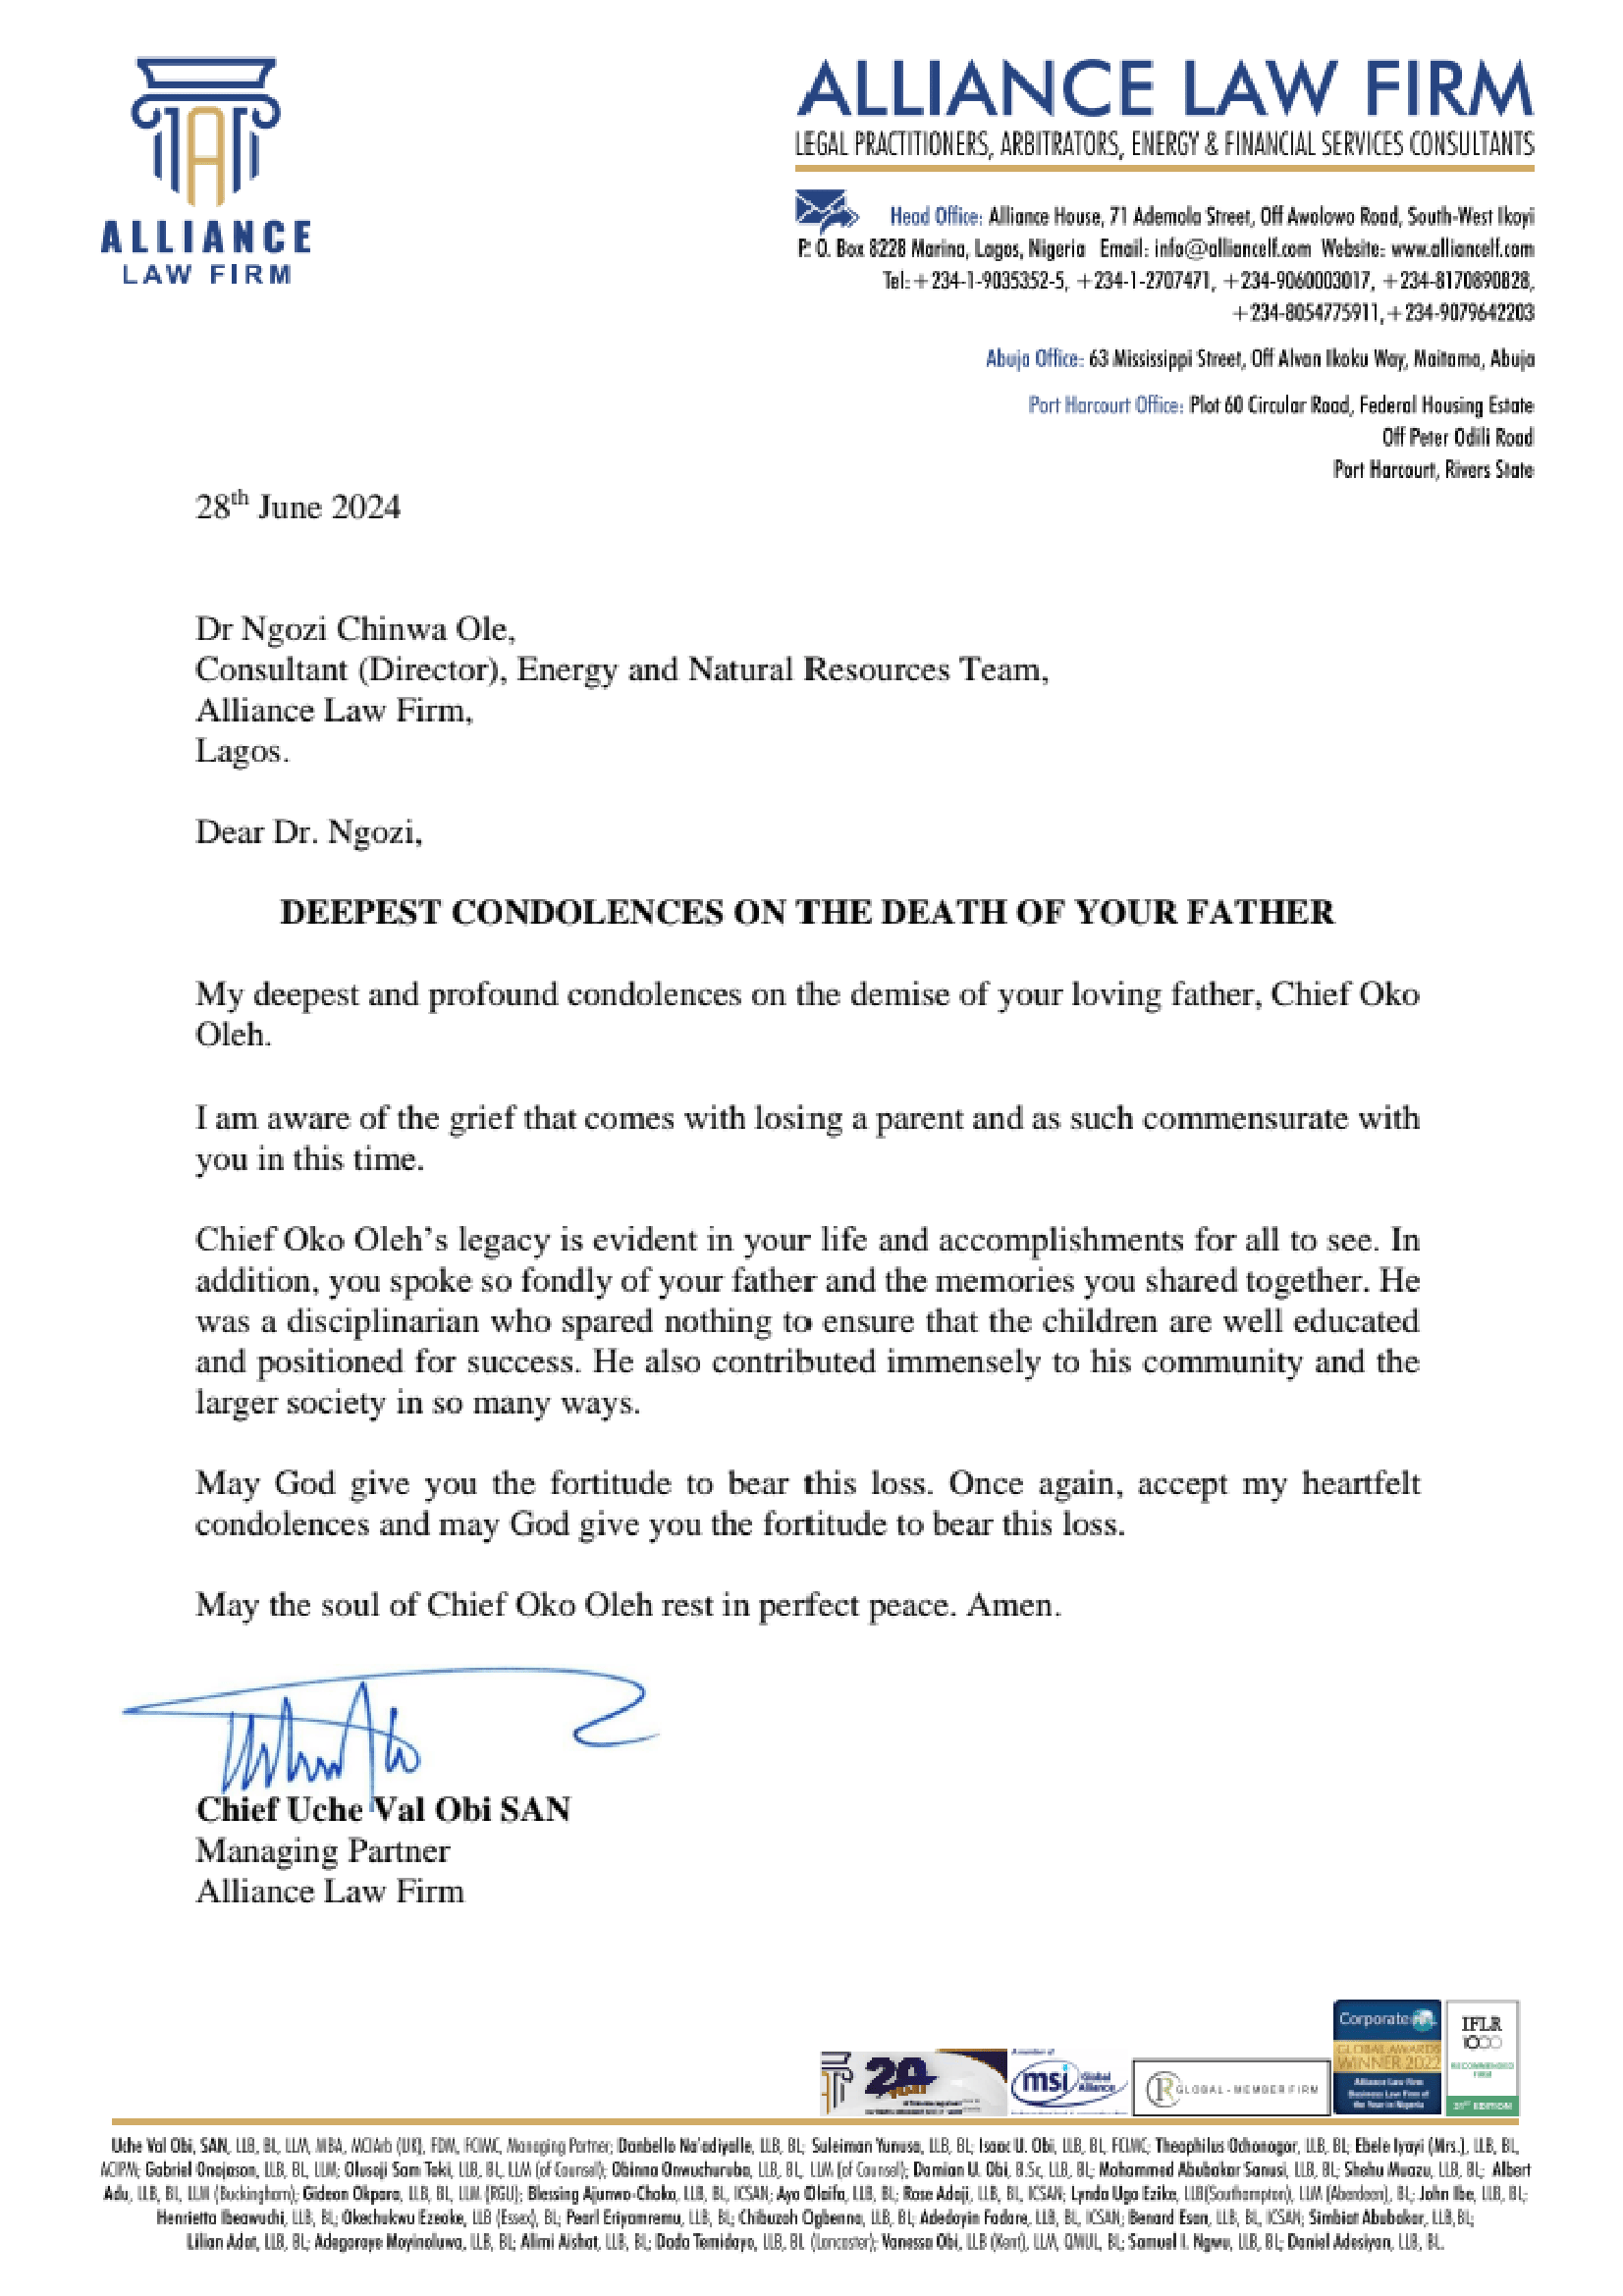 ALLIANCE
LAW FIRM
ALLIANCE LAW FIRM
LEGAL PRACTITIONERS, ARBITRATORS, ENERGY & FINANCIAL SERVICES CONSULTANTS
Head Office: Alliance House, 71 Ademola Street, Off Awolowo Road, South-West Ikoyi
P. O. Box 8228 Marina, Lagos, Nigeria Email: info@alliancelf.com Website: www.alliancelf.com
Tel:+234-1-9035352-5, +234-1-2707471, +234-9060003017, +234-8170890828,
+234-8054775911,+234-9079642203
Abuja Office: 63 Mississippi Street, Off Alvan Ikoku Way, Maitama, Abuja
Port Harcourt Office: Plot 60 Circular Road, Federal Housing Estate
Off Peter Odili Road
Port Harcourt, Rivers State
28th June 2024
Dr Ngozi Chinwa Ole,
Consultant (Director), Energy and Natural Resources Team,
Alliance Law Firm,
Lagos.
Dear Dr. Ngozi,
DEEPEST CONDOLENCES ON THE DEATH OF YOUR FATHER
My deepest and profound condolences on the demise of your loving father, Chief Oko
Oleh.
I am aware of the grief that comes with losing a parent and as such commensurate with
you in this time.
Chief Oko Oleh's legacy is evident in your life and accomplishments for all to see. In
addition, you spoke so fondly of your father and the memories you shared together. He
was a disciplinarian who spared nothing to ensure that the children are well educated
and positioned for success. He also contributed immensely to his community and the
larger society in so many ways.
May God give you the fortitude to bear this loss. Once again, accept my heartfelt
condolences and may God give you the fortitude to bear this loss.
May the soul of Chief Oko Oleh rest in perfect peace. Amen.
Chief Uche Val Obi SAN
Managing Partner
Alliance Law Firm
20
A member of
msi Global
Alliance
R GLOBAL - MEMBER FIRM
Corporate
GLOBAL AWARDS
WINNER 2022
Alliance Law Firm
Business Law Firm of
the Year in Nigeria
IFLR
1000
RECOMMENDED
FIRM
31ST EDITION
Uche Val Obi, SAN, LLB, BL, LLM, MBA, MCIArb (UK), FDM, FCIMC, Managing Partner; Danbello Na'adiyalle, LLB, BL; Suleiman Yunusa, LLB, BL; Isaac U. Obi, LLB, BL, FCIMC; Theophilus Ochonogor, LLB, BL; Ebele Iyayi (Mrs.), LLB, BL,
ACIPM; Gabriel Onojason, LLB, BL, LLM; Olusoji Sam Toki, LLB, BL, LLM (of Counsel); Obinna Onwuchuruba, LLB, BL, LLM (of Counsel); Damian U. Obi, B.Sc, LLB, BL; Mohammed Abubakar Sanusi, LLB, BL; Shehu Muazu, LLB, BL; Albert
Adu, LLB, BL, LLM (Buckingham); Gideon Okpara, LLB, BL, LLM (RGU); Blessing Ajunwo-Choko, LLB, BL, ICSAN; Ayo Olaifa, LLB, BL; Rose Adaji, LLB, BL, ICSAN; Lynda Ugo Ezike, LLB(Southampton), LLM (Aberdeen), BL; John Ibe, LLB, BL;
Henrietta Ibeawuchi, LLB, BL; Okechukwu Ezeoke, LLB (Essex), BL; Pearl Eriyamremu, LLB, BL; Chibuzoh Ogbenna, LLB, BL; Adedoyin Fadare, LLB, BL, ICSAN; Benard Esan, LLB, BL, ICSAN; Simbiat Abubakar, LLB,BL;
Lilian Adat, LLB, BL; Adegoroye Moyinoluwa, LLB, BL; Alimi Aishat, LLB, BL; Dada Temidayo, LLB, BL (Lancaster); Vanessa Obi, LLB (Kent), LLM, QMUL, BL; Samuel I. Ngwu, LLB, BL; Daniel Adesiyan, LLB, BL.